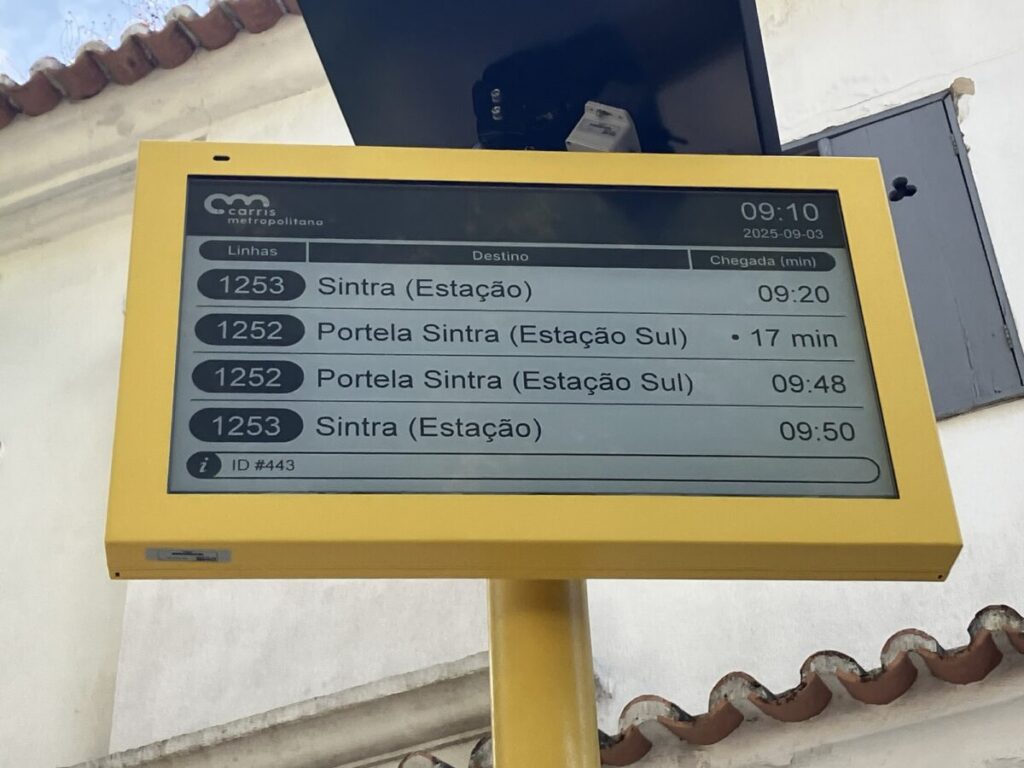 carris
metropolitana
09:10
2025-09-03
Linhas Destino Chegada (min)
1253 Sintra (Estação) 09:20
1252 Portela Sintra (Estação Sul) • 17 min
1252 Portela Sintra (Estação Sul) 09:48
1253 Sintra (Estação) 09:50
i ID #443